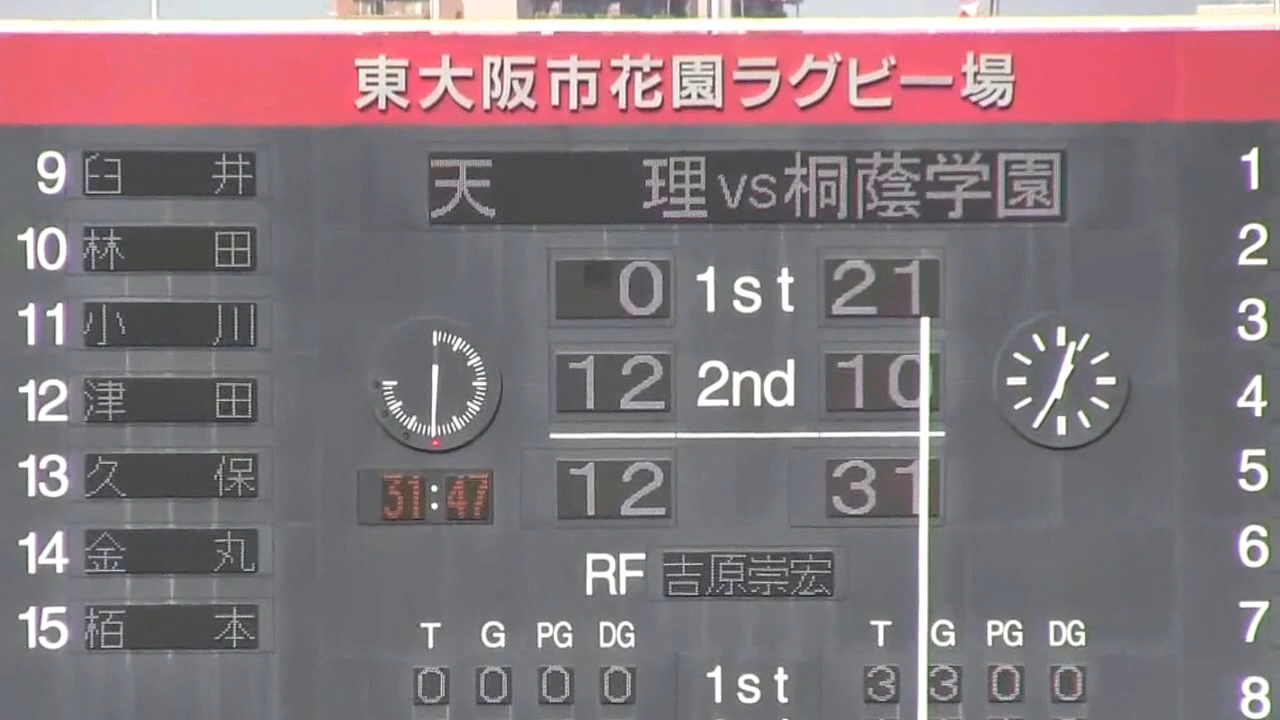 東大阪市花園ラグビー場
天 理 vs 桐蔭学園
9 臼 井
10 林 田
11 小 川
12 津 田
13 久 保
14 金 丸
15 栢 本
0 1st 21
12 2nd 10
12 31
31:47
RF 吉原崇宏
T G PG DG T G PG DG
0 0 0 0 1st 3 3 0 0
1
2
3
4
5
6
7
8